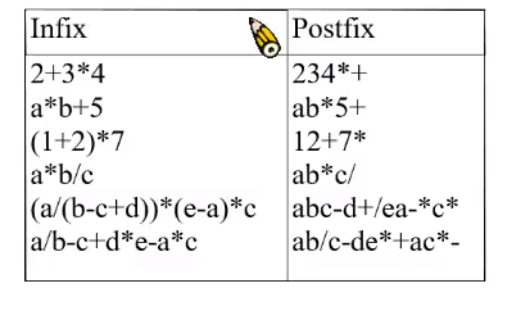 Infix Postfix
2+3*4 234*+
a*b+5 ab*5+
(1+2)*7 12+7*
a*b/c ab*c/
(a/(b-c+d))*(e-a)*c abc-d+/ea-*c*
a/b-c+d*e-a*c ab/c-de*+ac*-